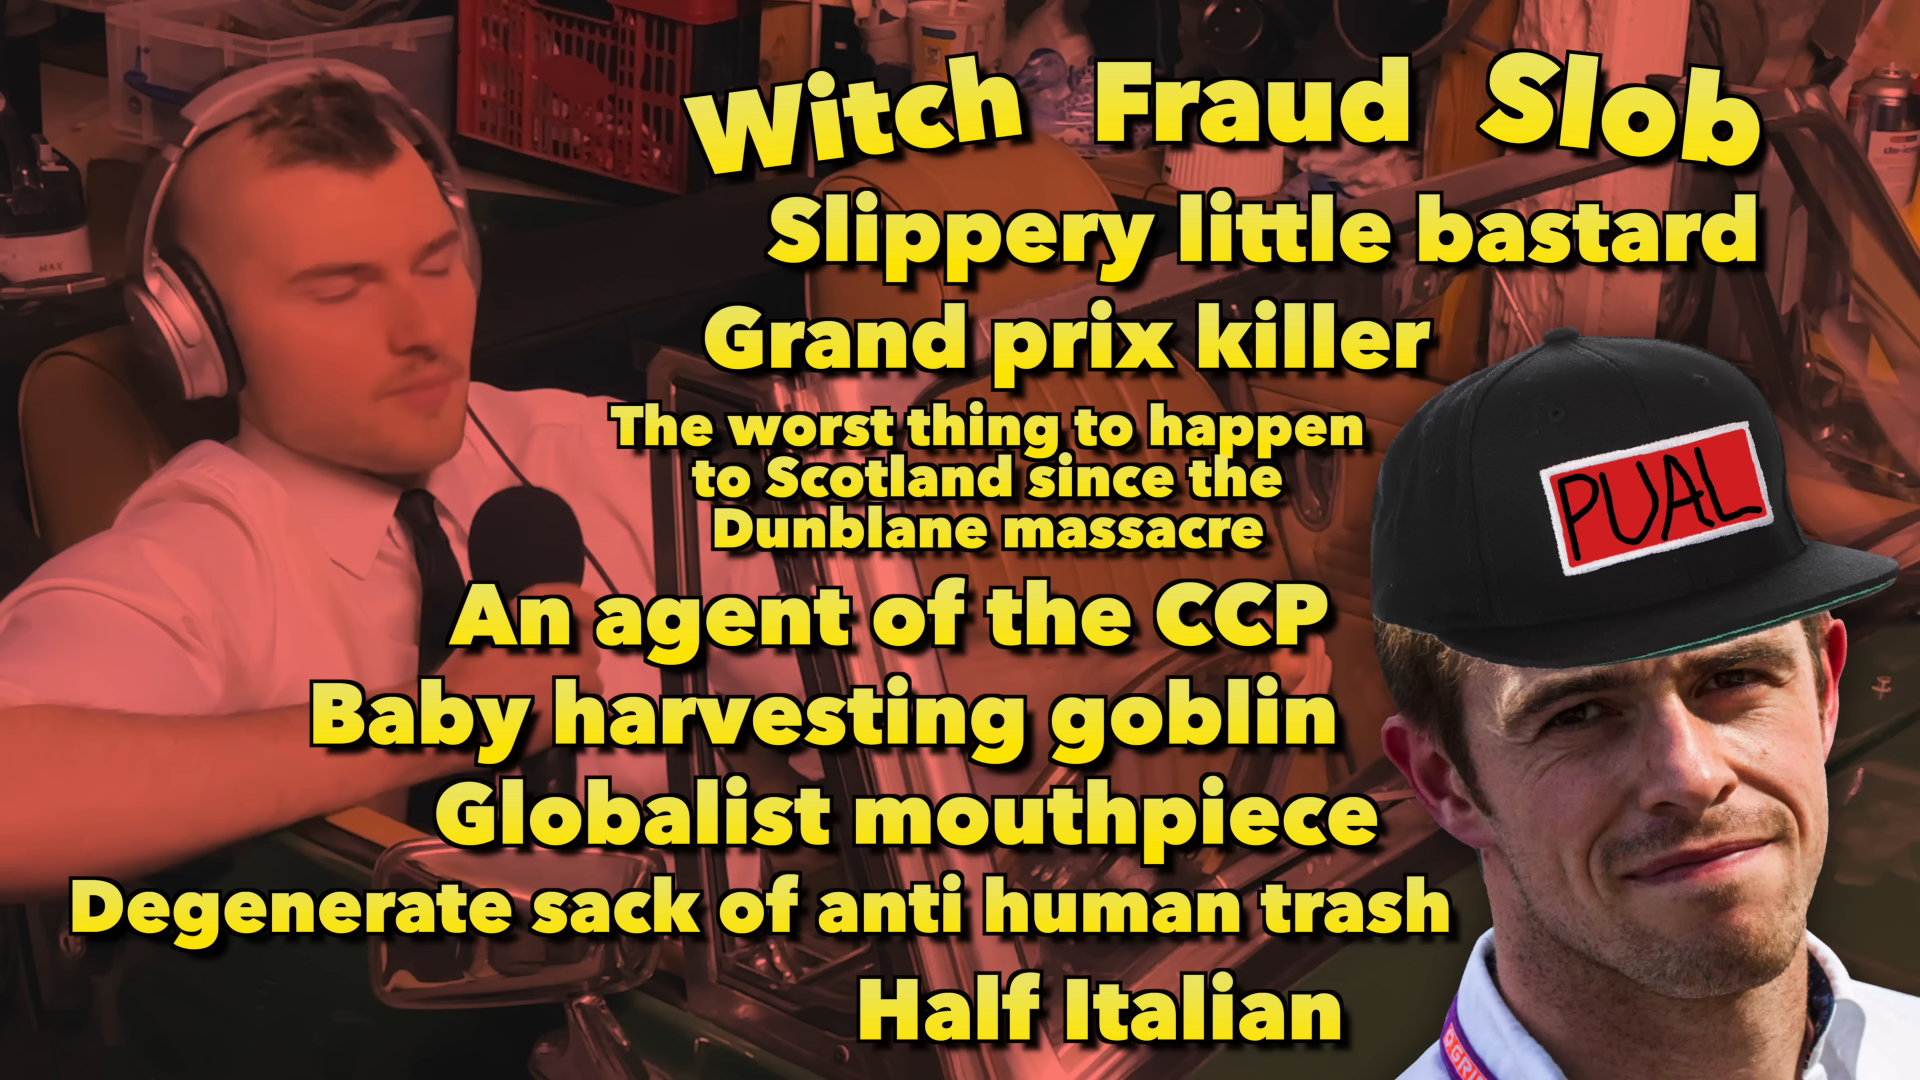 Witch Fraud Slob
Slippery little bastard
Grand prix killer
The worst thing to happen
to Scotland since the
Dunblane massacre
PUAL
An agent of the CCP
Baby harvesting goblin
Globalist mouthpiece
Degenerate sack of anti human trash
Half Italian
MAX